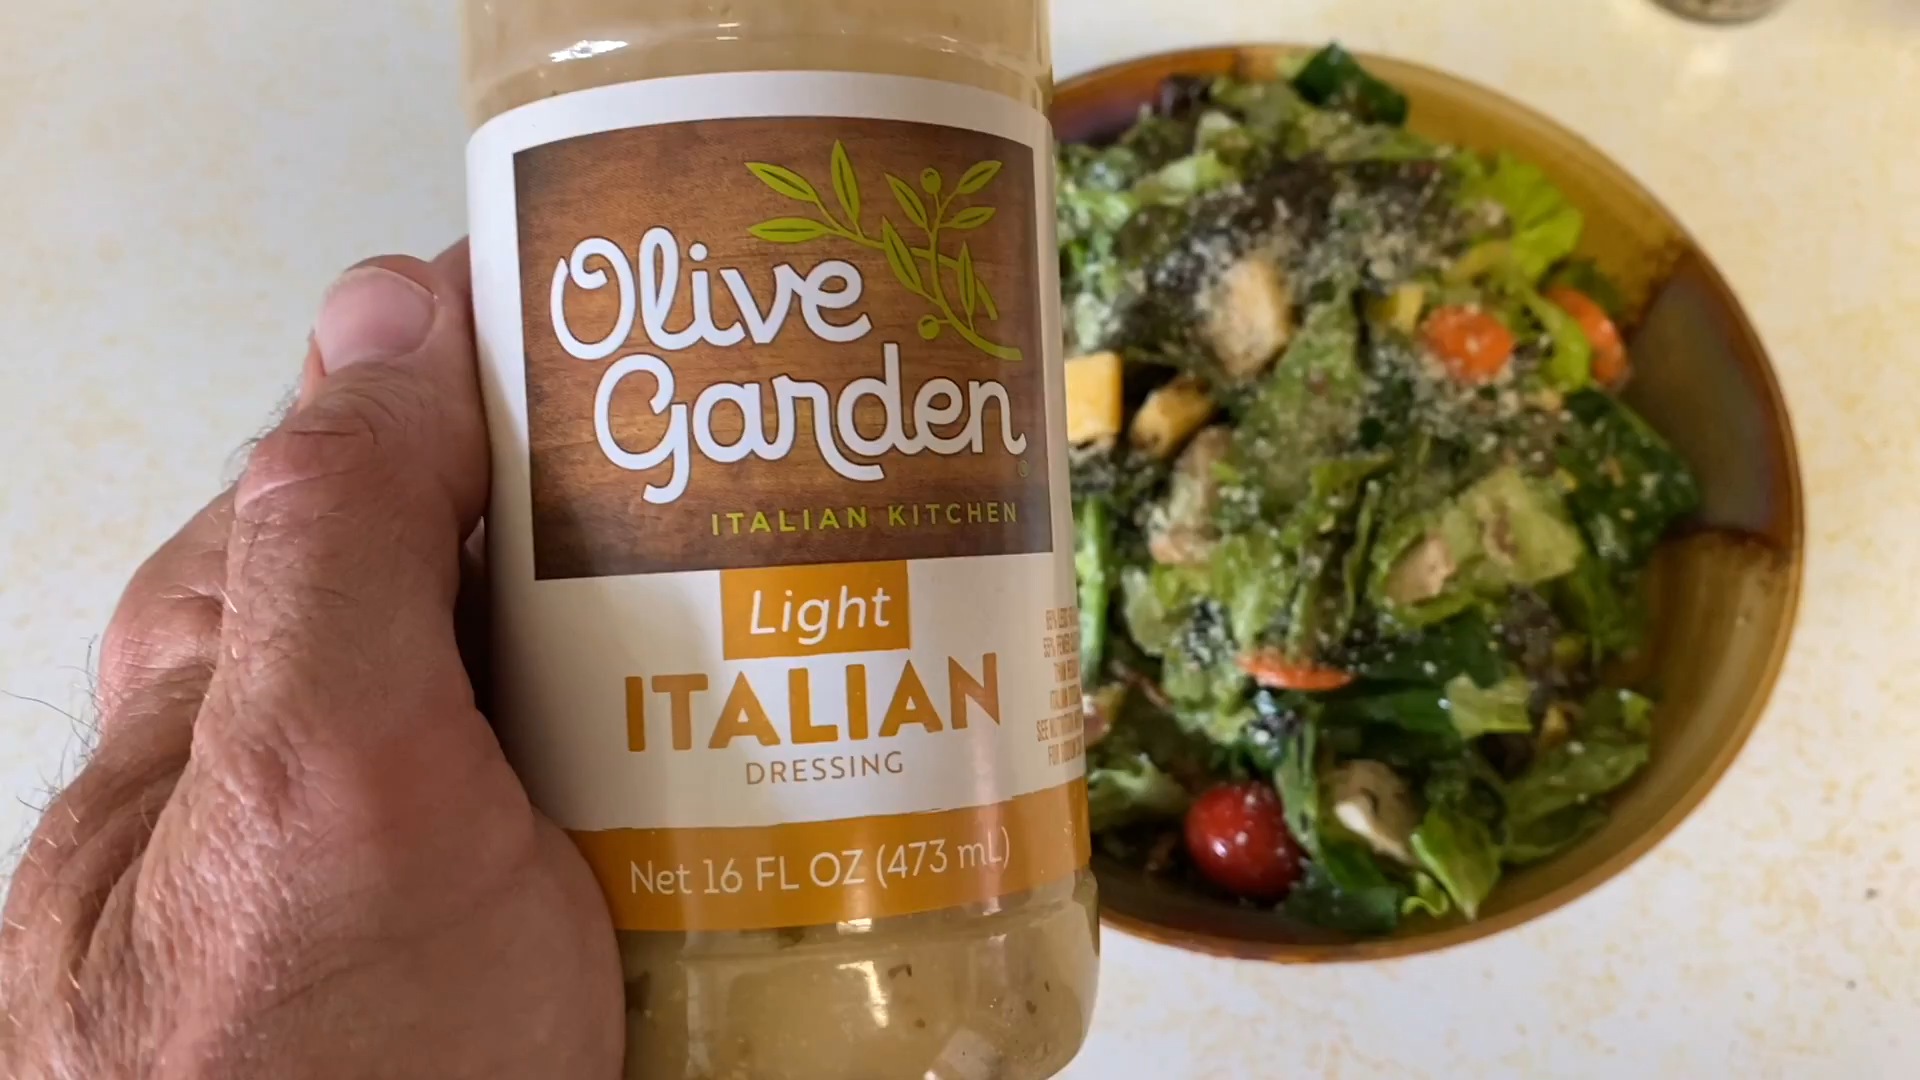 Olive
Garden
ITALIAN KITCHEN
Light
ITALIAN
DRESSING
Net 16 FL OZ (473 mL)